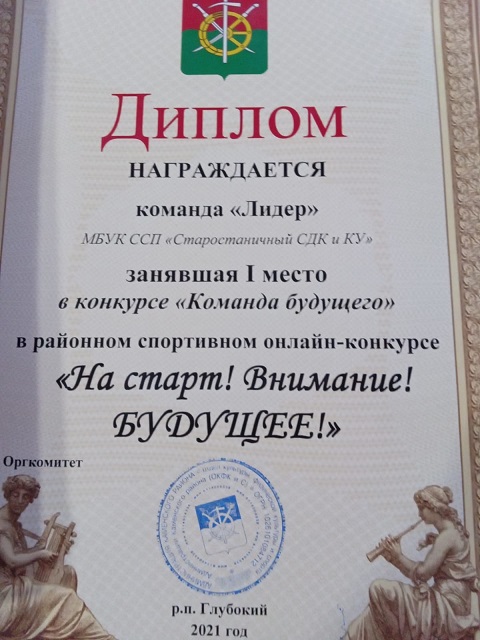 Диплом
НАГРАЖДАЕТСЯ
команда «Лидер»
МБУК ССП «Старостаничный СДК и КУ»
занявшая I место
в конкурсе «Команда будущего»
в районном спортивном онлайн-конкурсе
«На старт! Внимание!
БУДУЩЕЕ!»
Оргкомитет
р.п. Глубокий
2021 год